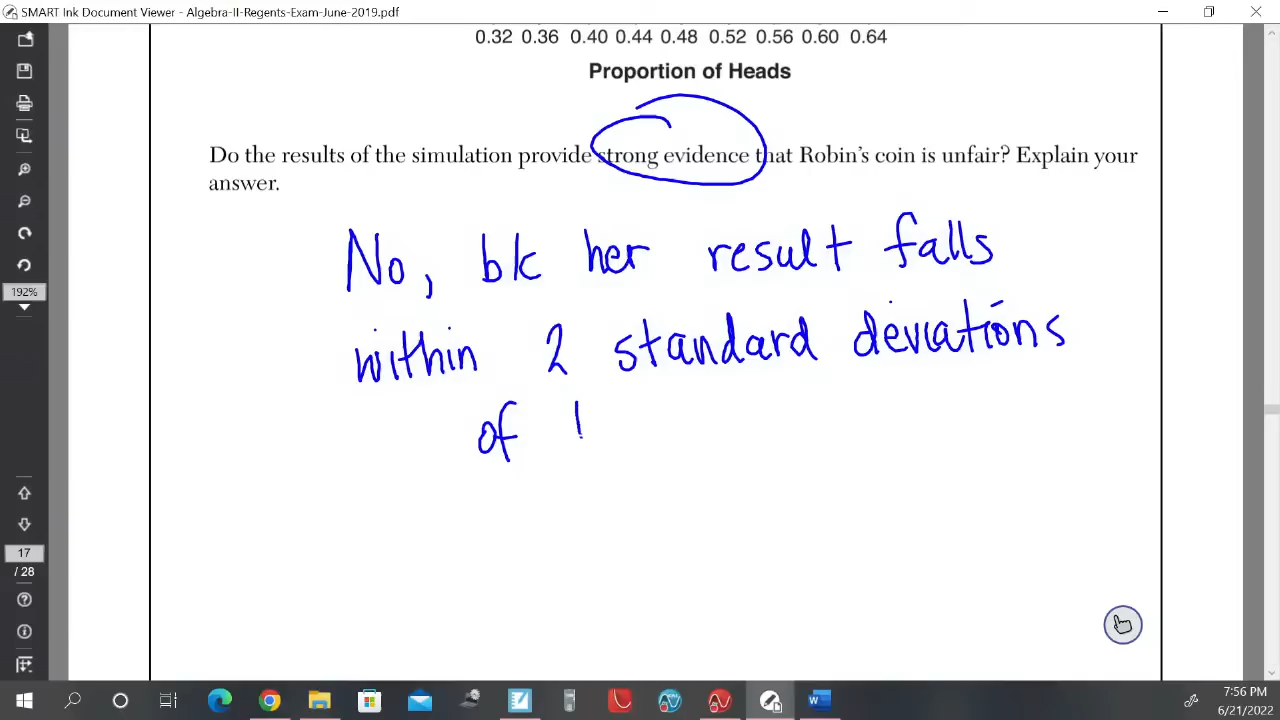 SMART Ink Document Viewer - Algebra-II-Regents-Exam-June-2019.pdf
0.32 0.36 0.40 0.44 0.48 0.52 0.56 0.60 0.64
Proportion of Heads
Do the results of the simulation provide strong evidence that Robin's coin is unfair? Explain your
answer.
No, bk her result falls
within 2 standard deviations
of
192%
17
/ 28
7:56 PM
6/21/2022